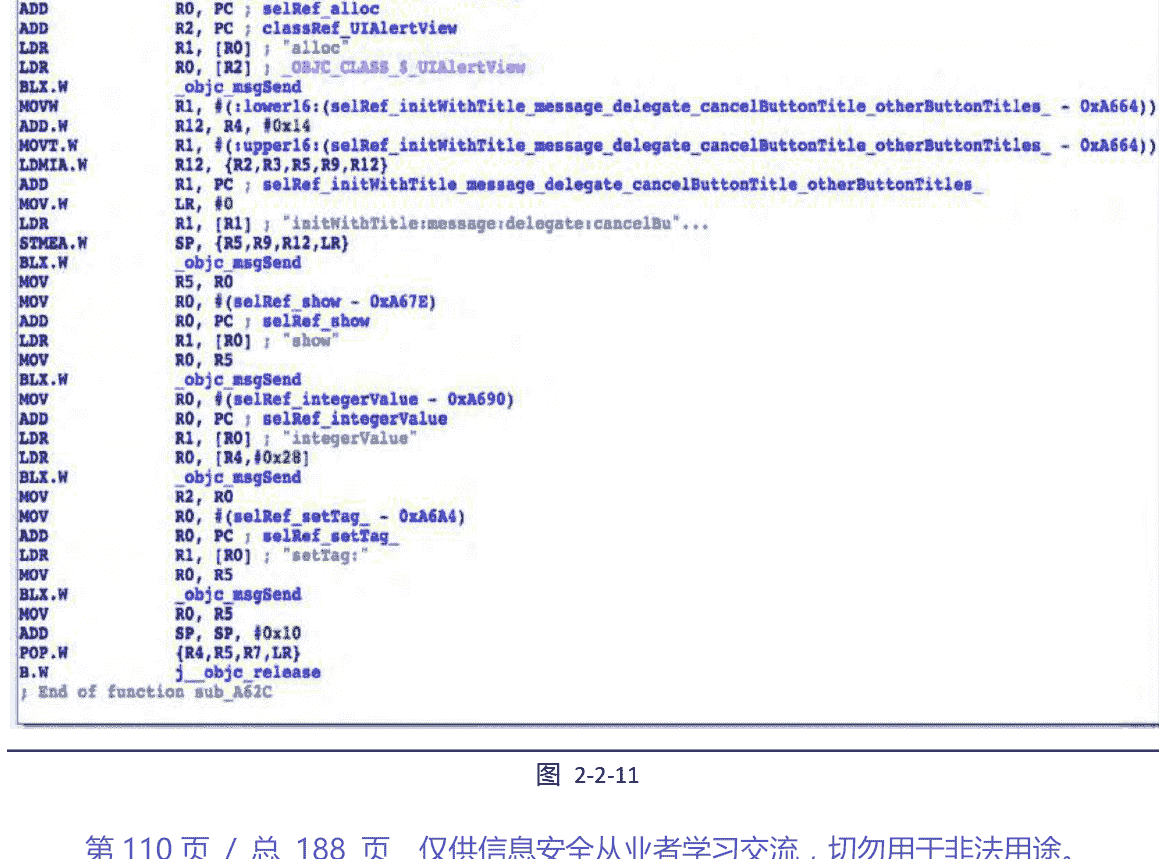 ADD R0, PC ; selRef_alloc
ADD R2, PC ; classRef_UIAlertView
LDR R1, [R0] ; "alloc"
LDR R0, [R2] ; _OBJC_CLASS_$_UIAlertView
BLX.W _objc_msgSend
MOVW R1, #(:lower16:(selRef_initWithTitle_message_delegate_cancelButtonTitle_otherButtonTitles_ - 0xA664))
ADD.W R12, R4, #0x14
MOVT.W R1, #(:upper16:(selRef_initWithTitle_message_delegate_cancelButtonTitle_otherButtonTitles_ - 0xA664))
LDMIA.W R12, {R2,R3,R5,R9,R12}
ADD R1, PC ; selRef_initWithTitle_message_delegate_cancelButtonTitle_otherButtonTitles_
MOV.W LR, #0
LDR R1, [R1] ; "initWithTitle:message:delegate:cancelBu"...
STMEA.W SP, {R5,R9,R12,LR}
BLX.W _objc_msgSend
MOV R5, R0
MOV R0, #(selRef_show - 0xA67E)
ADD R0, PC ; selRef_show
LDR R1, [R0] ; "show"
MOV R0, R5
BLX.W _objc_msgSend
MOV R0, #(selRef_integerValue - 0xA690)
ADD R0, PC ; selRef_integerValue
LDR R1, [R0] ; "integerValue"
LDR R0, [R4,#0x28]
BLX.W _objc_msgSend
MOV R2, R0
MOV R0, #(selRef_setTag_ - 0xA6A4)
ADD R0, PC ; selRef_setTag_
LDR R1, [R0] ; "setTag:"
MOV R0, R5
BLX.W _objc_msgSend
MOV R0, R5
ADD SP, SP, #0x10
POP.W {R4,R5,R7,LR}
B.W j__objc_release
; End of function sub_A62C
图 2-2-11
第 110 页 / 总 188 页 仅供信息安全从业者学习交流，切勿用于非法用途。